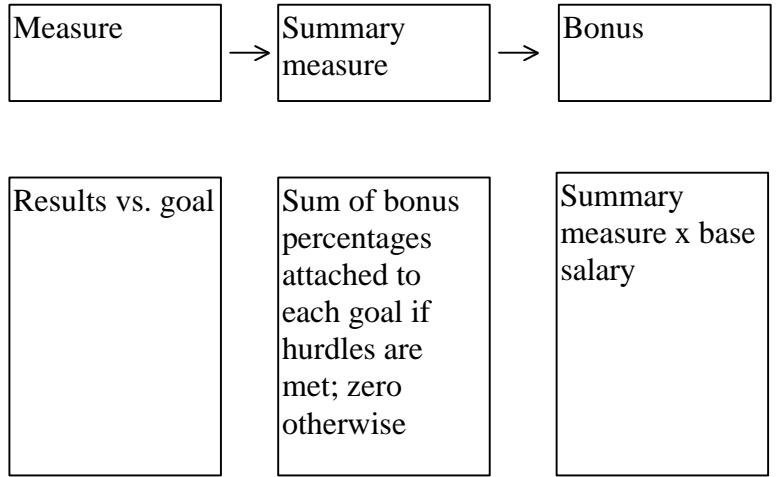 Measure
Summary
measure
Bonus
Results vs. goal
Sum of bonus
percentages
attached to
each goal if
hurdles are
met; zero
otherwise
Summary
measure x base
salary